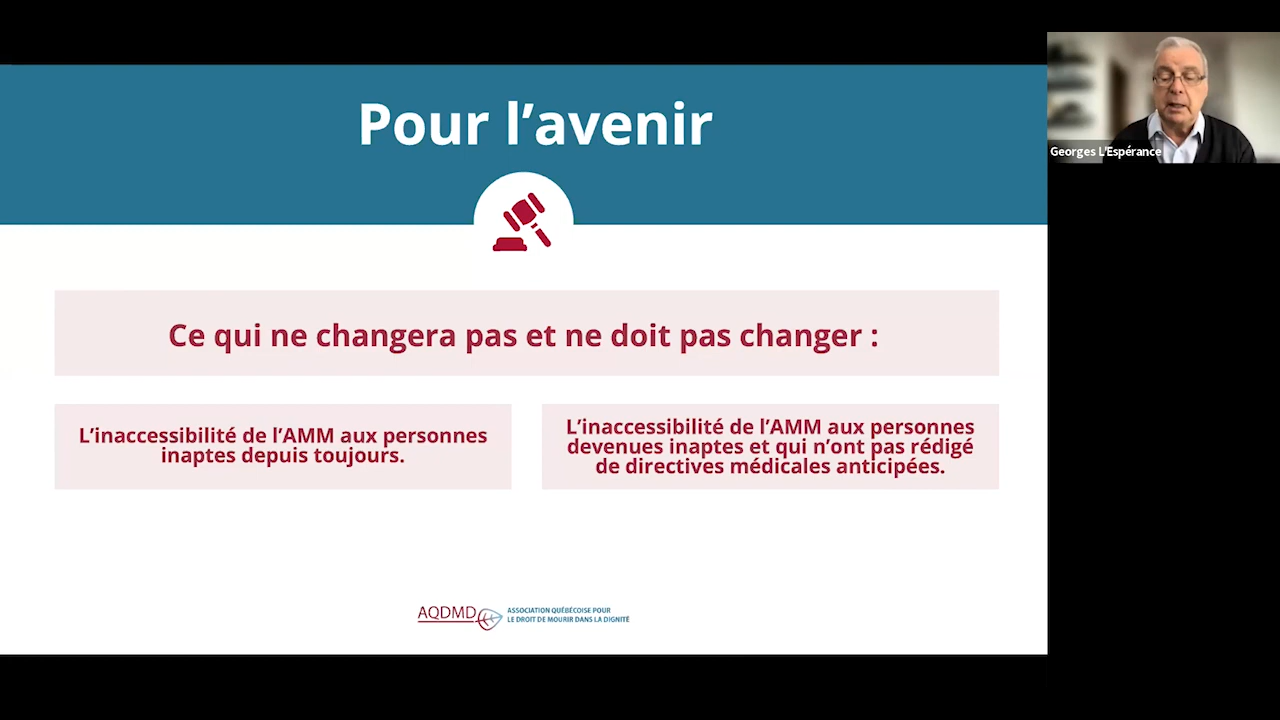 Pour l’avenir
Georges L'Espérance
Ce qui ne changera pas et ne doit pas changer :
L’inaccessibilité de l’AMM aux personnes
inaptes depuis toujours.
L’inaccessibilité de l’AMM aux personnes
devenues inaptes et qui n’ont pas rédigé
de directives médicales anticipées.
AQDMD
ASSOCIATION QUÉBÉCOISE POUR
LE DROIT DE MOURIR DANS LA DIGNITÉ